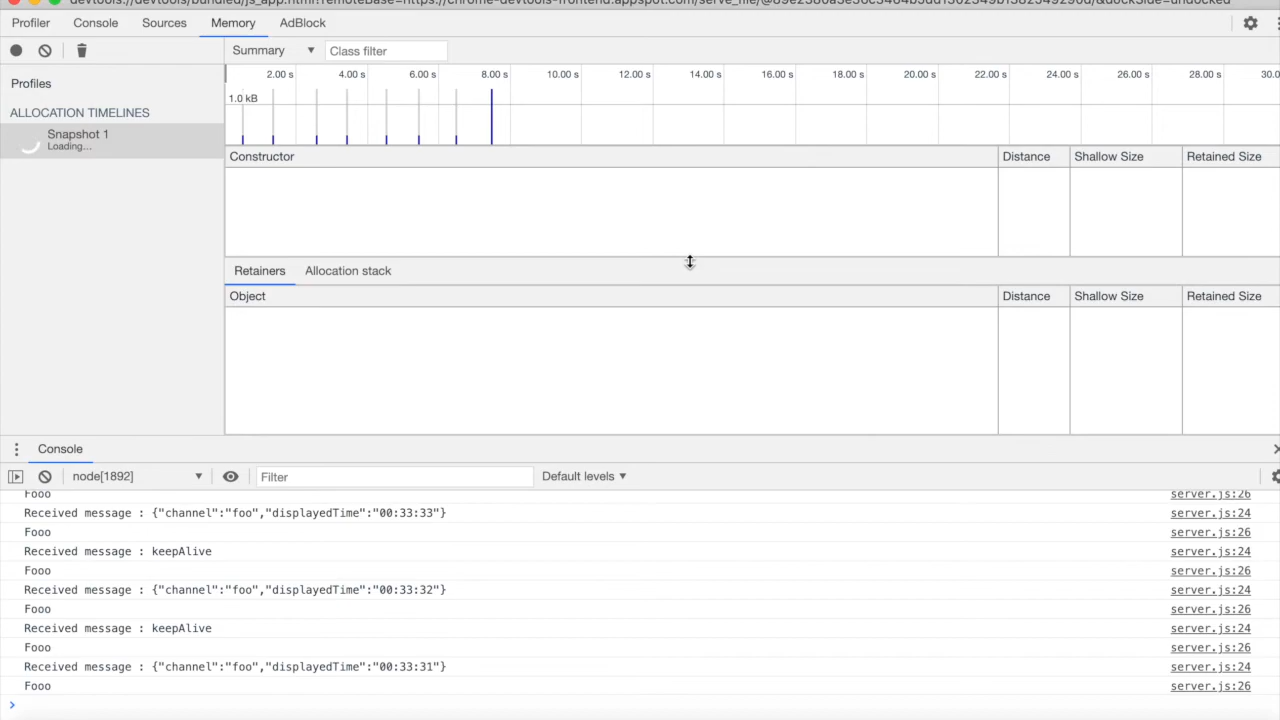 Profiler Console Sources Memory AdBlock
Summary ▼ Class filter
Profiles
2.00 s 4.00 s 6.00 s 8.00 s 10.00 s 12.00 s 14.00 s 16.00 s 18.00 s 20.00 s 22.00 s 24.00 s 26.00 s 28.00 s 30.0
1.0 kB
ALLOCATION TIMELINES
Snapshot 1
Loading...
Constructor Distance Shallow Size Retained Size
Retainers Allocation stack
Object Distance Shallow Size Retained Size
Console
node[1892] ▼ Filter Default levels ▼
Fooo server.js:26
Received message : {"channel":"foo","displayedTime":"00:33:33"} server.js:24
Fooo server.js:26
Received message : keepAlive server.js:24
Fooo server.js:26
Received message : {"channel":"foo","displayedTime":"00:33:32"} server.js:24
Fooo server.js:26
Received message : keepAlive server.js:24
Fooo server.js:26
Received message : {"channel":"foo","displayedTime":"00:33:31"} server.js:24
Fooo server.js:26